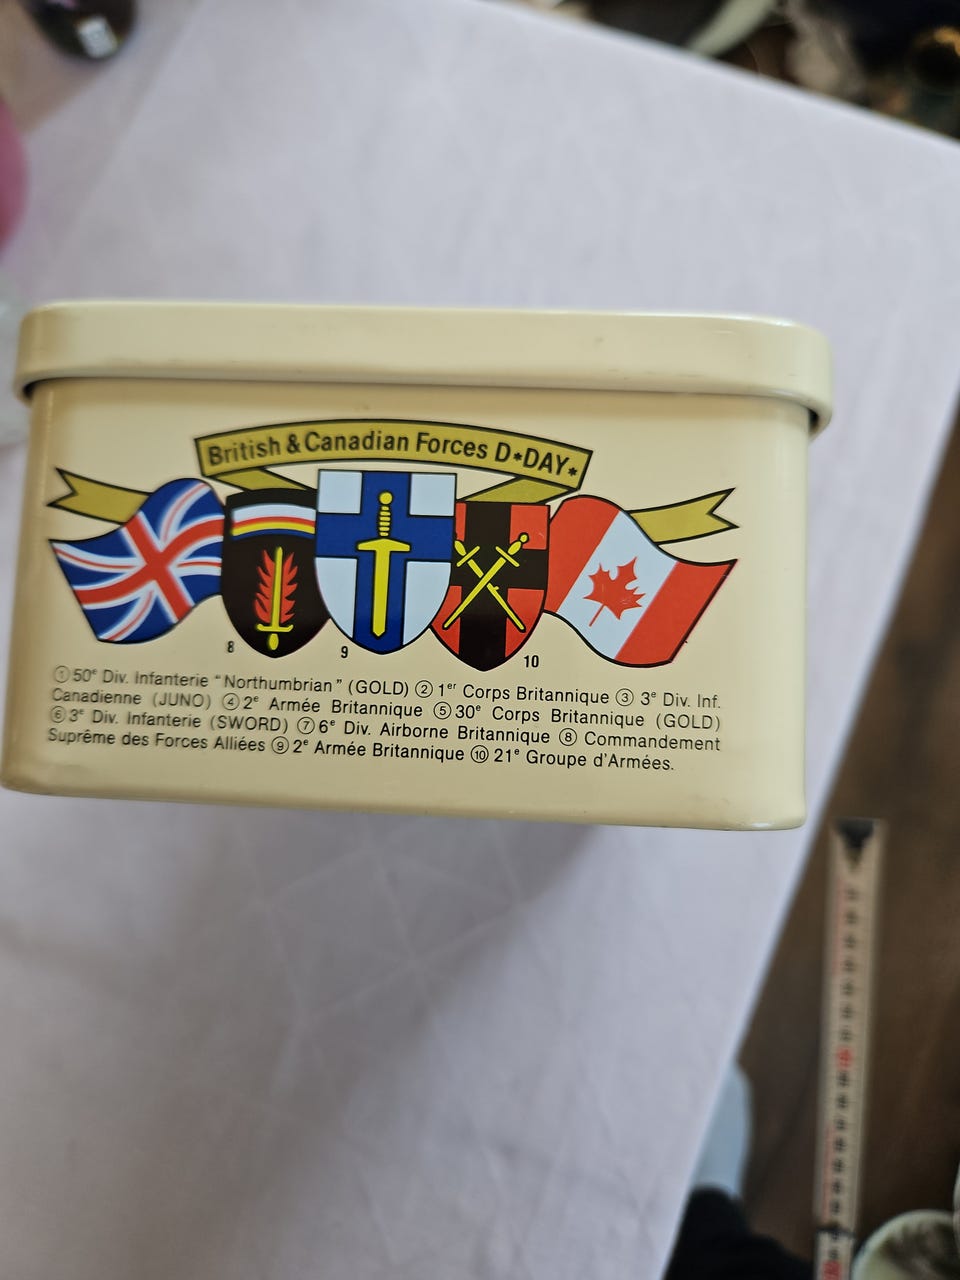 British & Canadian Forces D★DAY★
8
9
10
①50e Div. Infanterie "Northumbrian" (GOLD) ② 1er Corps Britannique ③ 3e Div. Inf.
Canadienne (JUNO) ④ 2e Armée Britannique ⑤ 30e Corps Britannique (GOLD)
⑥ 3e Div. Infanterie (SWORD) ⑦ 6e Div. Airborne Britannique ⑧ Commandement
Suprême des Forces Alliées ⑨ 2e Armée Britannique ⑩ 21e Groupe d'Armées.